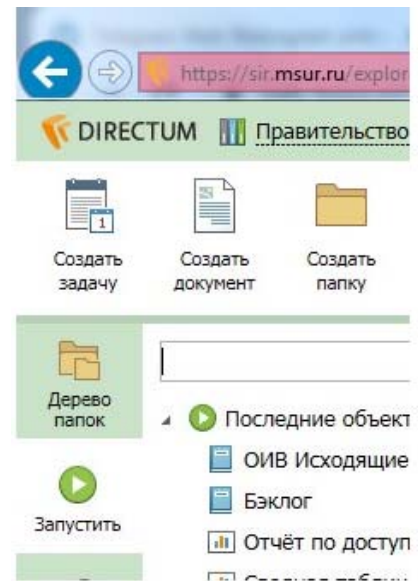 https://sir.msur.ru/explor
DIRECTUM Правительство
Создать задачу
Создать документ
Создать папку
Дерево папок
Последние объект
ОИВ Исходящие
Бэклог
Запустить
Отчёт по доступ